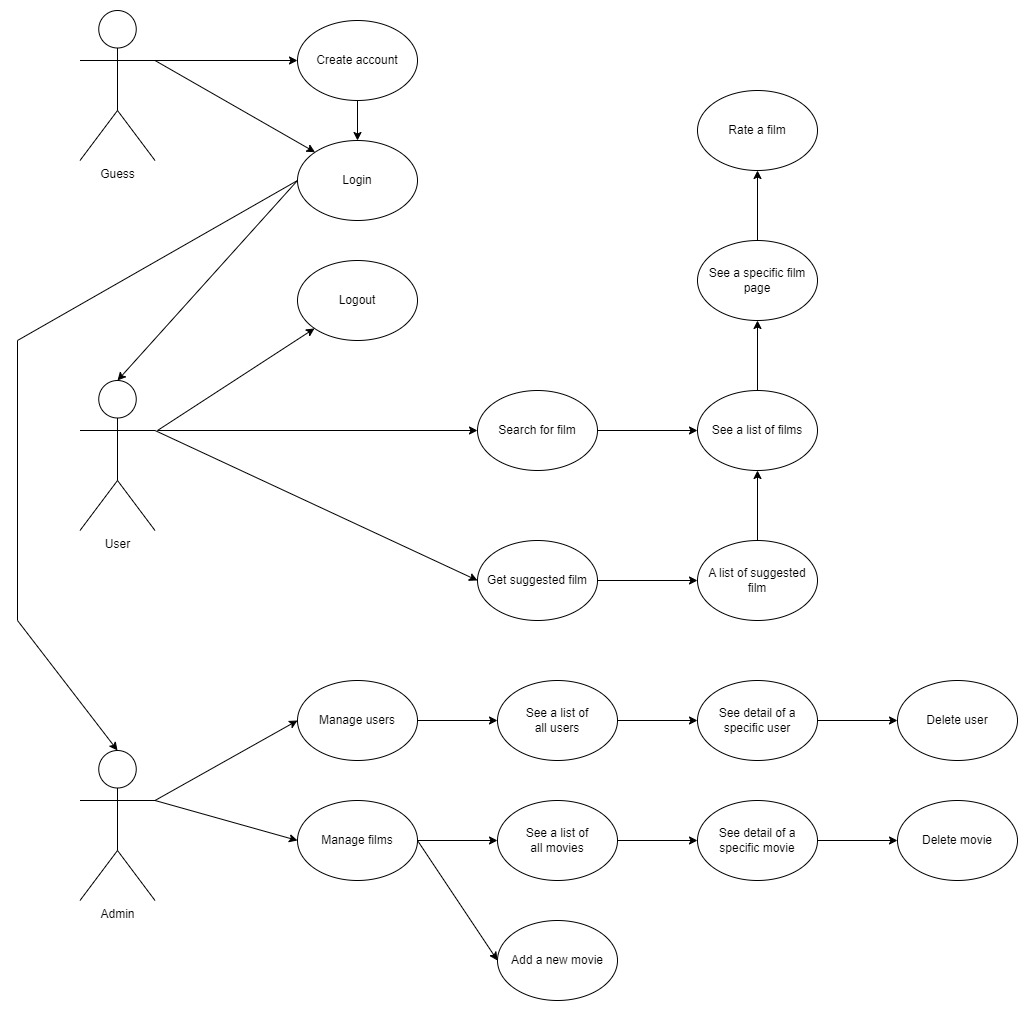 Create account
Guess
Login
Rate a film
See a specific film
page
Logout
Search for film
See a list of films
User
Get suggested film
A list of suggested
film
Manage users
See a list of
all users
See detail of a
specific user
Delete user
Manage films
See a list of
all movies
See detail of a
specific movie
Delete movie
Admin
Add a new movie